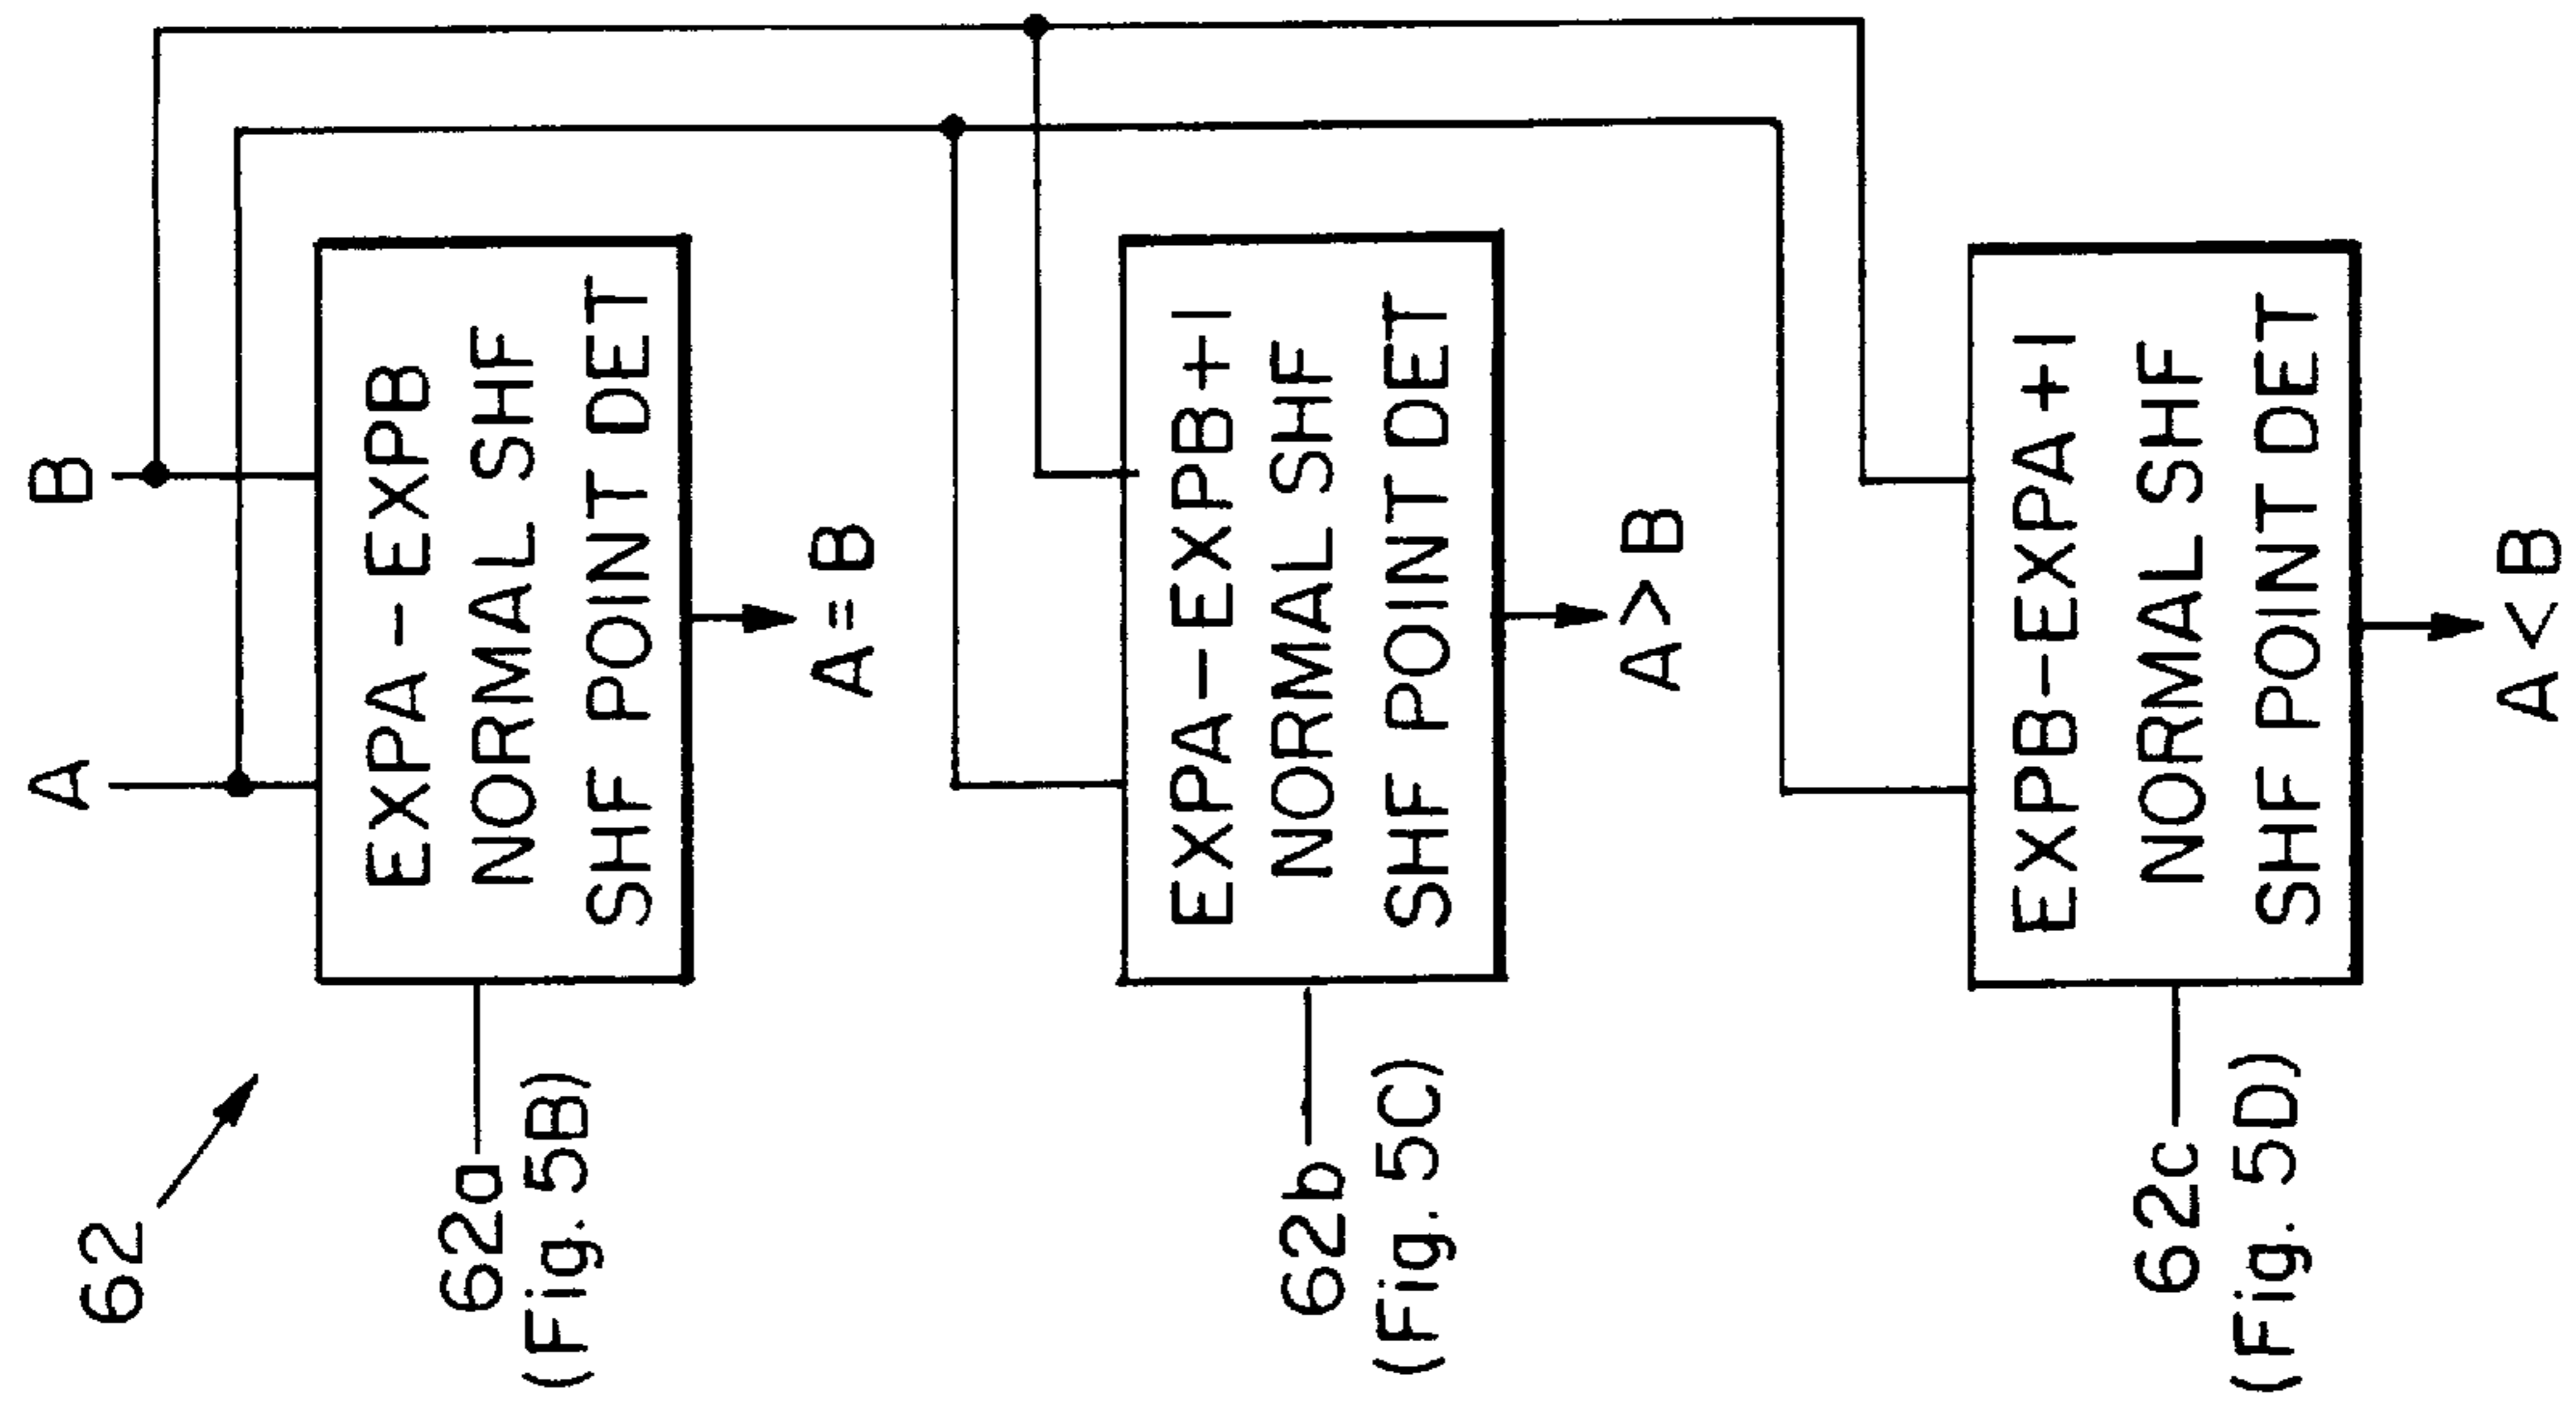 62
A
B
62a
(Fig. 5B)
EXPA-EXPB
NORMAL SHF
SHF POINT DET
A=B
62b
(Fig. 5C)
EXPA-EXPB+1
NORMAL SHF
SHF POINT DET
A>B
62c
(Fig. 5D)
EXPB-EXPA+1
NORMAL SHF
SHF POINT DET
A<B